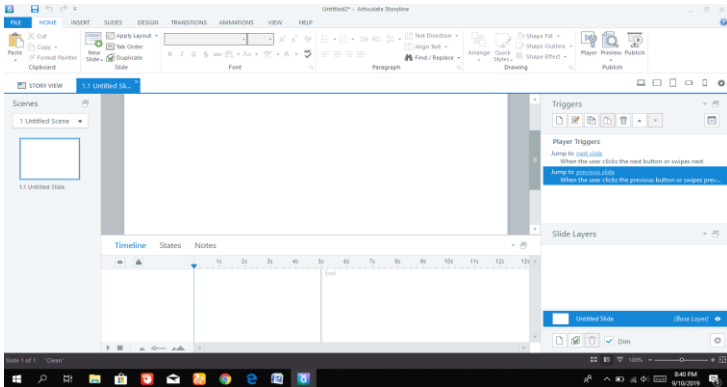 Untitled2* - Articulate Storyline
FILE HOME INSERT SLIDES DESIGN TRANSITIONS ANIMATIONS VIEW HELP
Paste
Cut
Copy
Format Painter
Clipboard
New Slide
Apply Layout
Tab Order
Duplicate
Slide
B I U S abc Aa A
Font
Text Direction
Align Text
Find / Replace
Paragraph
Arrange
Quick Styles
Shape Fill
Shape Outline
Shape Effect
Drawing
Player Preview Publish
Publish
STORY VIEW
1.1 Untitled Sli...
Scenes
1 Untitled Scene
1.1 Untitled Slide
Timeline States Notes
1s 2s 3s 4s 5s 6s 7s 8s 9s 10s 11s 12s 13s
End
Triggers
Player Triggers
Jump to next slide
When the user clicks the next button or swipes next
Jump to previous slide
When the user clicks the previous button or swipes prev...
Slide Layers
Untitled Slide (Base Layer)
Dim
Slide 1 of 1 "Clean"
100%
8:40 PM
9/10/2019